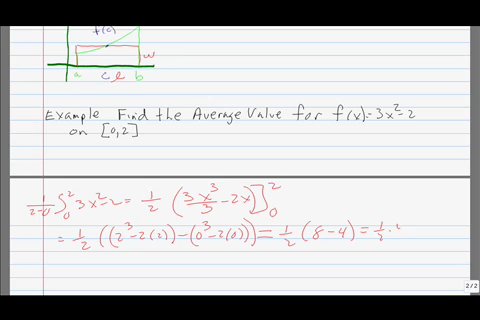 f(c)
w
a c l b
Example Find the Average Value for f(x)=3x²-2
on [0,2]
1/(2-0) ∫₀² 3x²-2 = 1/2 (3x³/3 - 2x]]₀²
= 1/2 ((2³-2(2))-(0³-2(0))) = 1/2 (8-4) = 1/2 ·
2/2